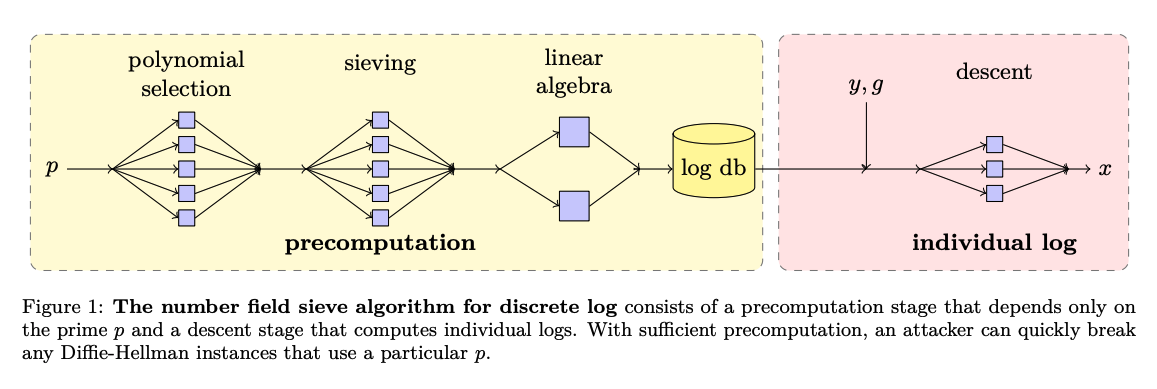 polynomial
selection
sieving
linear
algebra
p
log db
precomputation
y, g
descent
x
individual log
Figure 1: The number field sieve algorithm for discrete log consists of a precomputation stage that depends only on
the prime p and a descent stage that computes individual logs. With sufficient precomputation, an attacker can quickly break
any Diffie-Hellman instances that use a particular p.